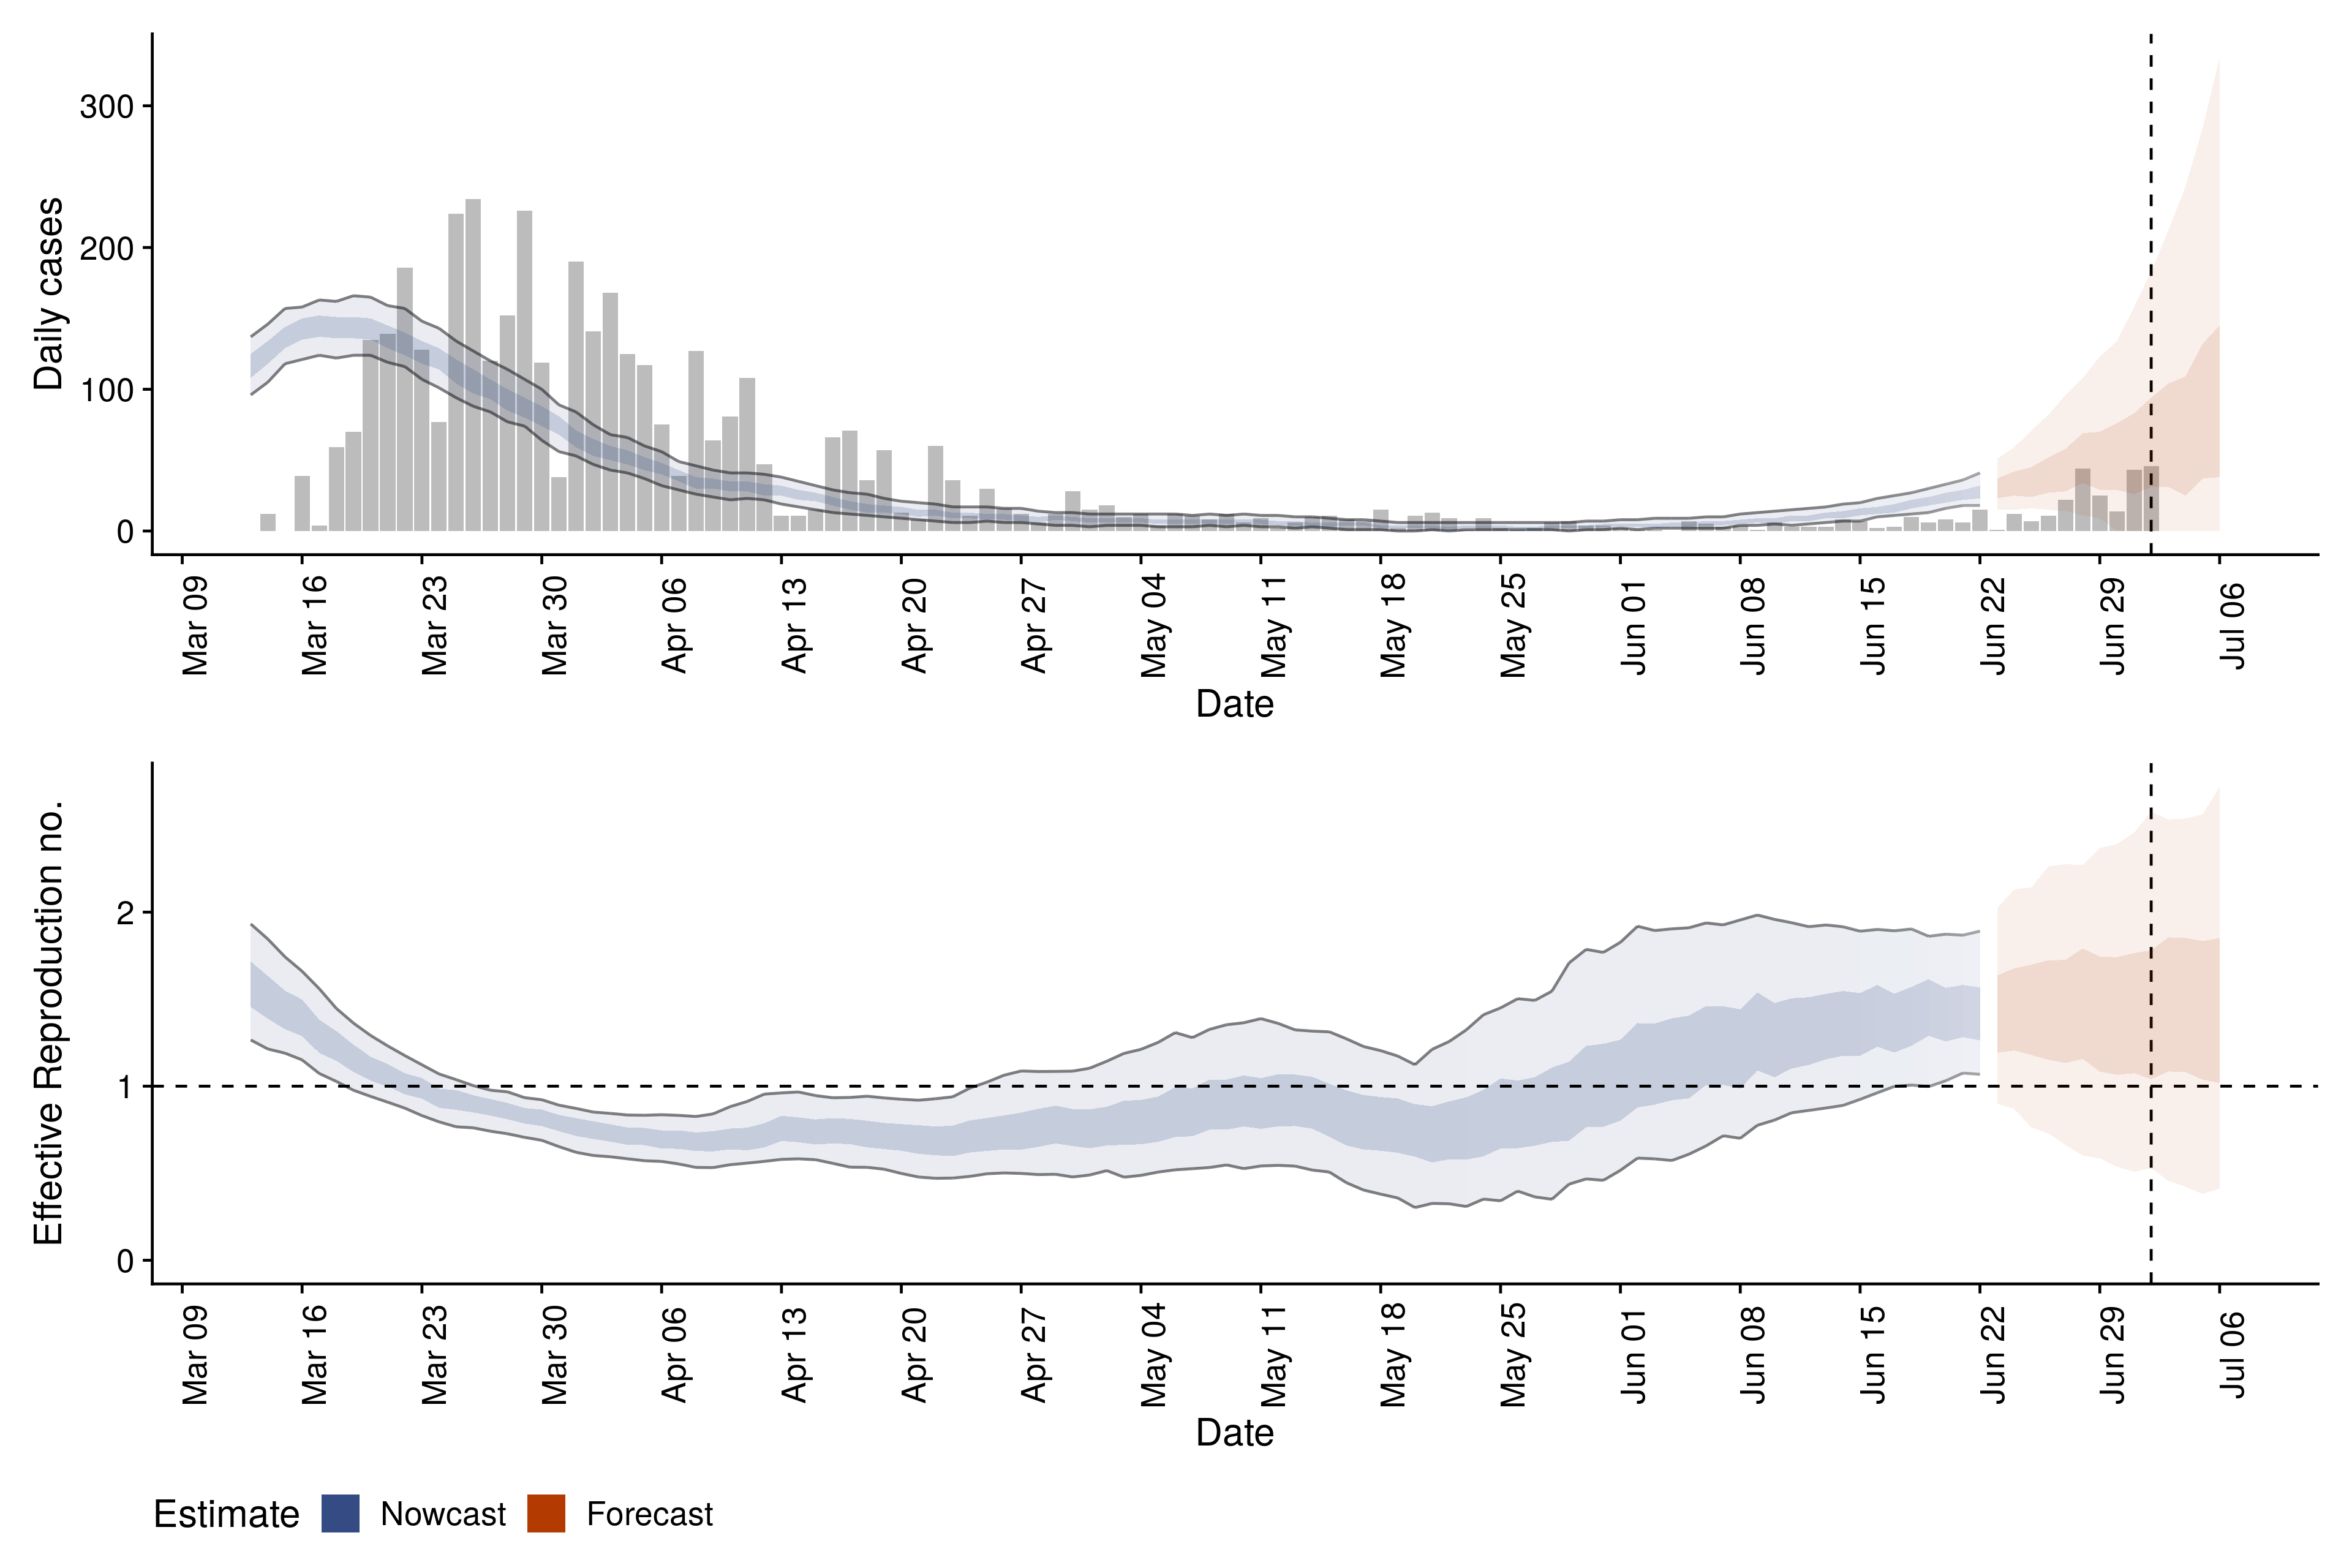 Daily cases
300
200
100
0
Mar 09
Mar 16
Mar 23
Mar 30
Apr 06
Apr 13
Apr 20
Apr 27
May 04
May 11
May 18
May 25
Jun 01
Jun 08
Jun 15
Jun 22
Jun 29
Jul 06
Date
Effective Reproduction no.
2
1
0
Mar 09
Mar 16
Mar 23
Mar 30
Apr 06
Apr 13
Apr 20
Apr 27
May 04
May 11
May 18
May 25
Jun 01
Jun 08
Jun 15
Jun 22
Jun 29
Jul 06
Date
Estimate Nowcast Forecast